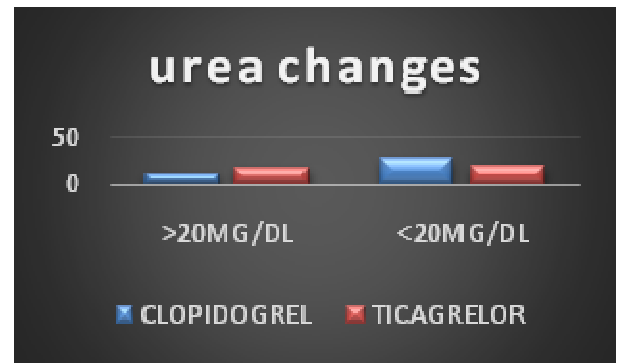 urea changes
50
0
>20MG/DL <20MG/DL
CLOPIDOGREL TICAGRELOR